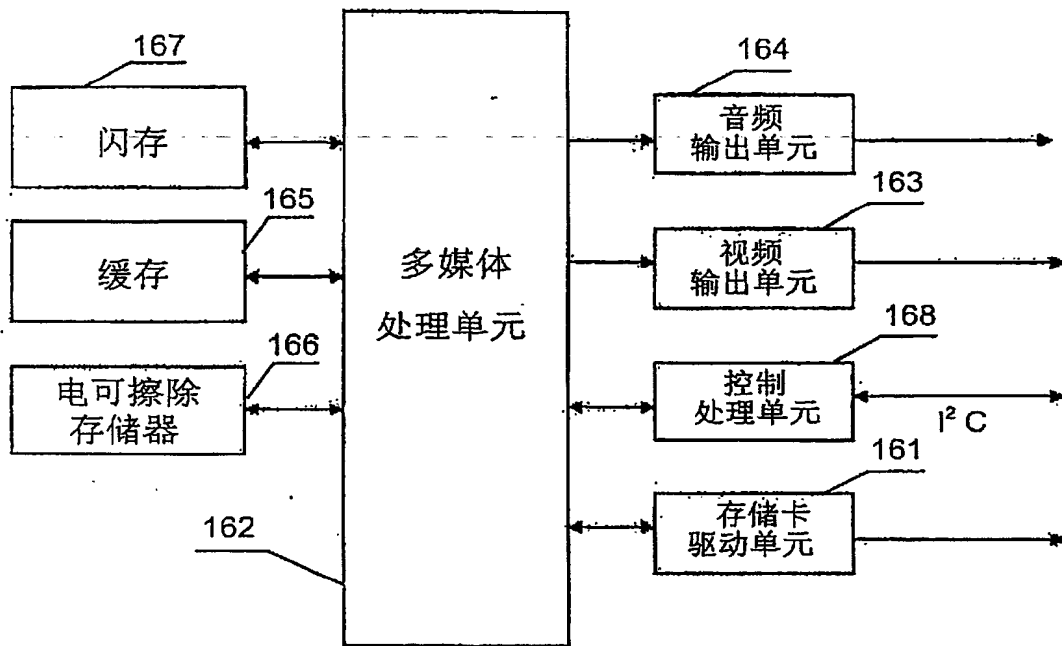 167
闪存
165
缓存
166
电可擦除
存储器
162
多媒体
处理单元
164
音频
输出单元
163
视频
输出单元
168
控制
处理单元
I² C
161
存储卡
驱动单元